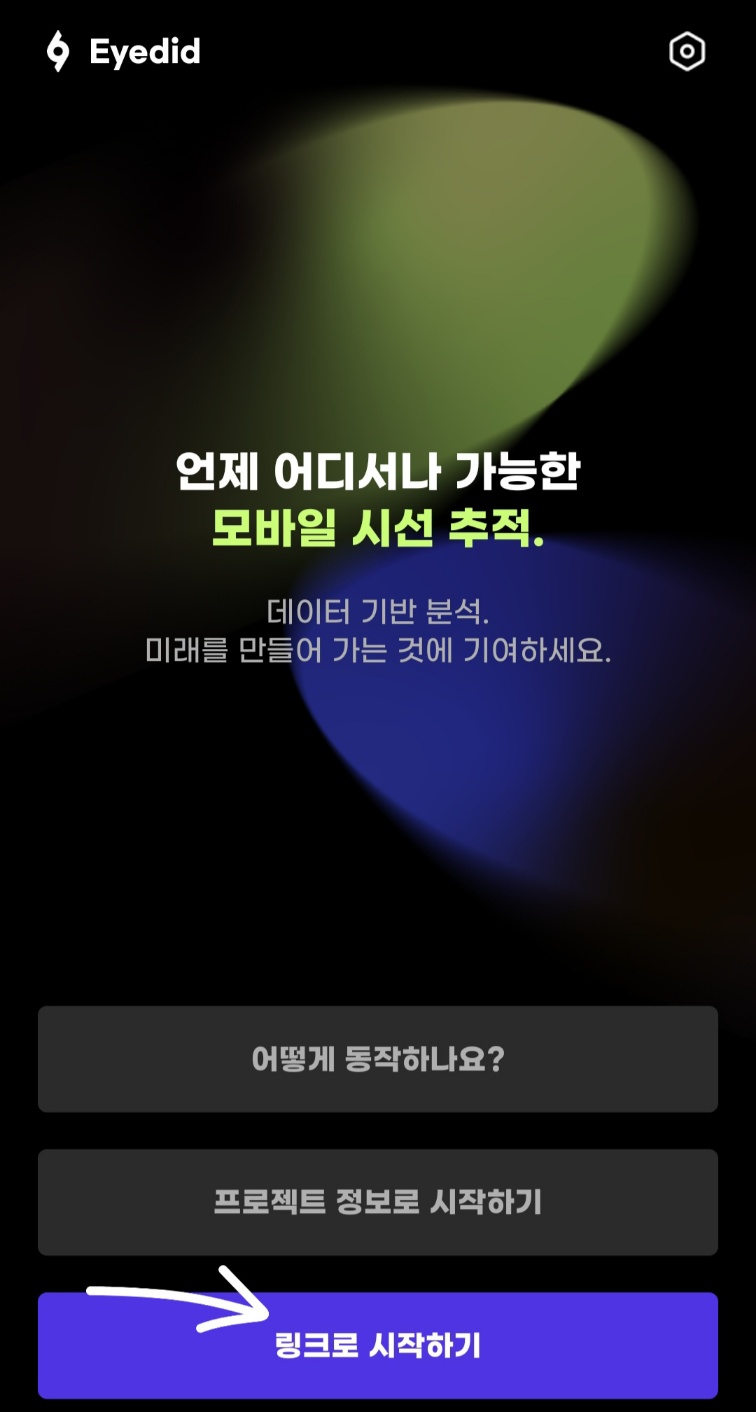 Eyedid
언제 어디서나 가능한
모바일 시선 추적.
데이터 기반 분석.
미래를 만들어 가는 것에 기여하세요.
어떻게 동작하나요?
프로젝트 정보로 시작하기
링크로 시작하기